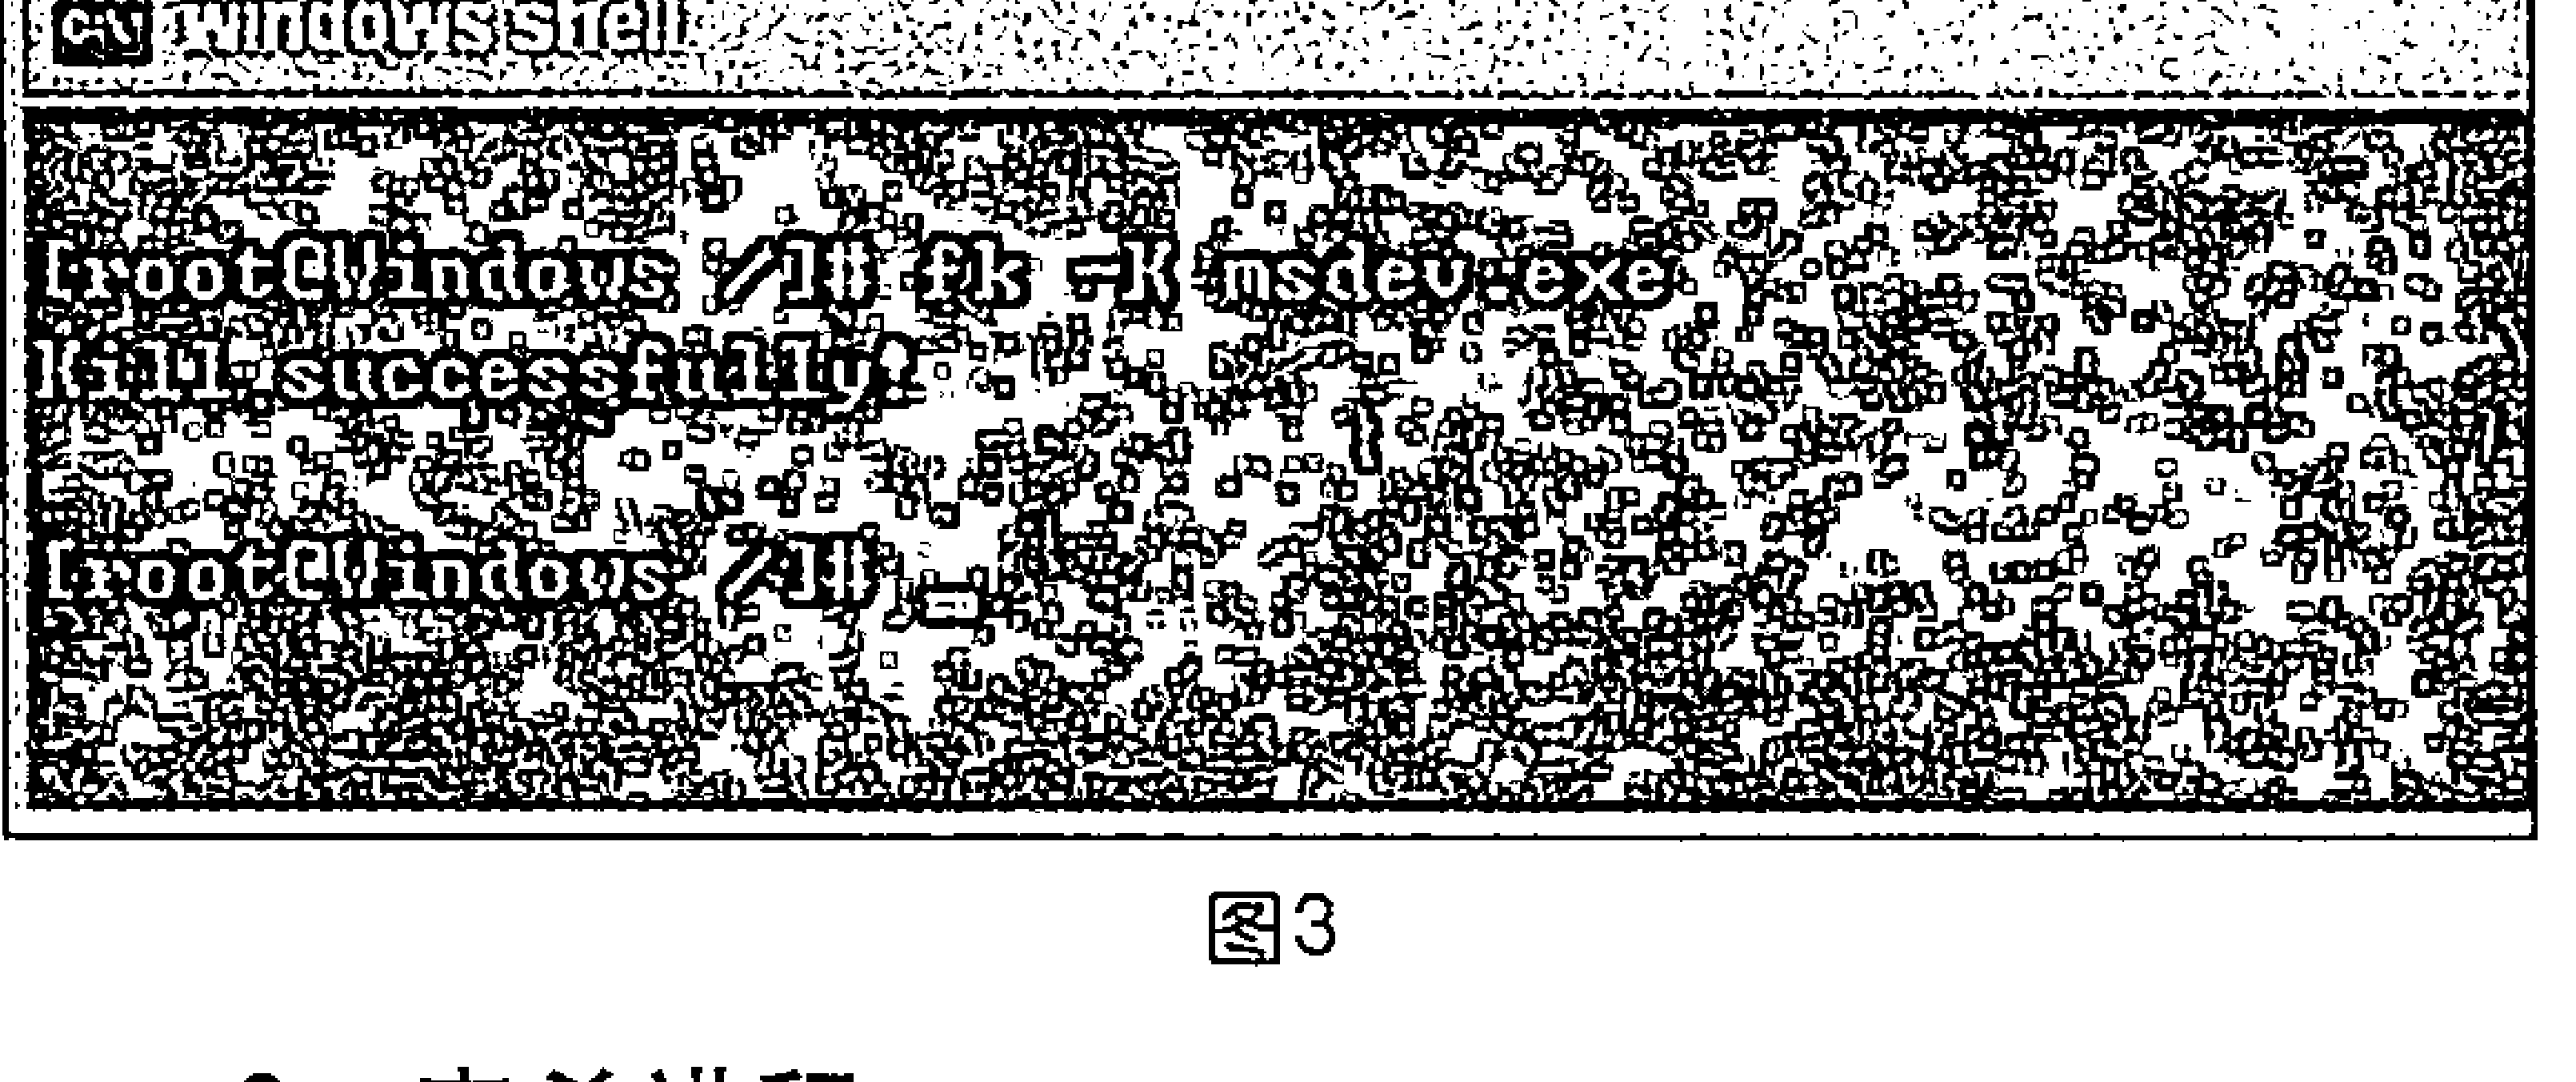 windows shell
[root@Windows /]# fk -K msdev.exe
kill successfully!
[root@Windows /]#_
图3